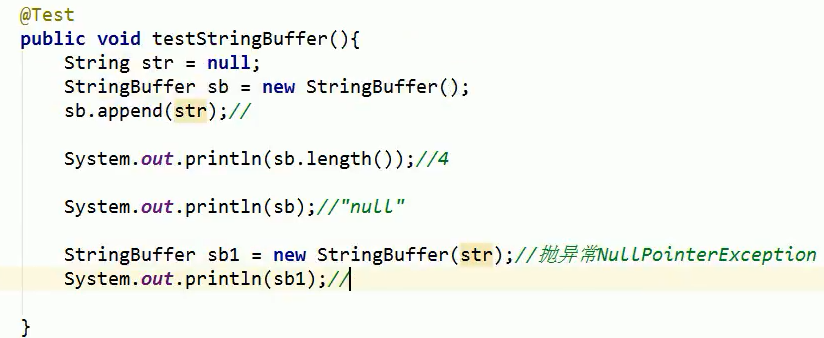 @Test
public void testStringBuffer(){
String str = null;
StringBuffer sb = new StringBuffer();
sb.append(str);//
System.out.println(sb.length());//4
System.out.println(sb);//"null"
StringBuffer sb1 = new StringBuffer(str);//抛异常NullPointerException
System.out.println(sb1);//
}